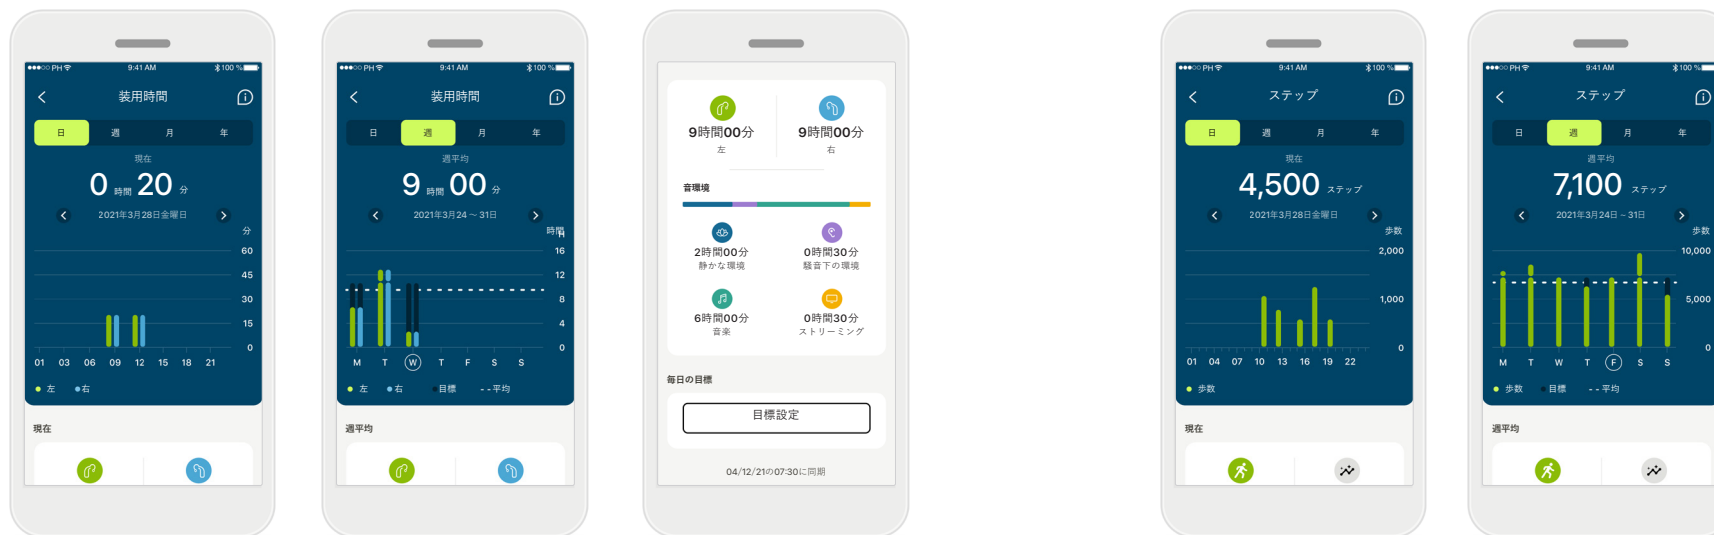 PH 9:41 AM 100 %
装用時間
日 週 月 年
現在
0 時間 20 分
2021年3月28日金曜日
分
60
45
30
15
0
01 03 06 09 12 15 18 21
左 右
現在
PH 9:41 AM 100 %
装用時間
日 週 月 年
週平均
9 時間 00 分
2021年3月24 ~ 31日
時間
16
12
8
4
0
M T W T F S S
左 右 目標 - - 平均
週平均
9時間00分 9時間00分
左 右
音環境
2時間00分 0時間30分
静かな環境 騒音下の環境
6時間00分 0時間30分
音楽 ストリーミング
毎日の目標
目標設定
04/12/21の07:30に同期
PH 9:41 AM 100 %
ステップ
日 週 月 年
現在
4,500 ステップ
2021年3月28日金曜日
歩数
2,000
1,000
0
01 04 07 10 13 16 19 22
歩数
現在
PH 9:41 AM 100 %
ステップ
日 週 月 年
週平均
7,100 ステップ
2021年3月24日 – 31日
歩数
10,000
5,000
0
M T W T F S S
歩数 目標 - - 平均
週平均